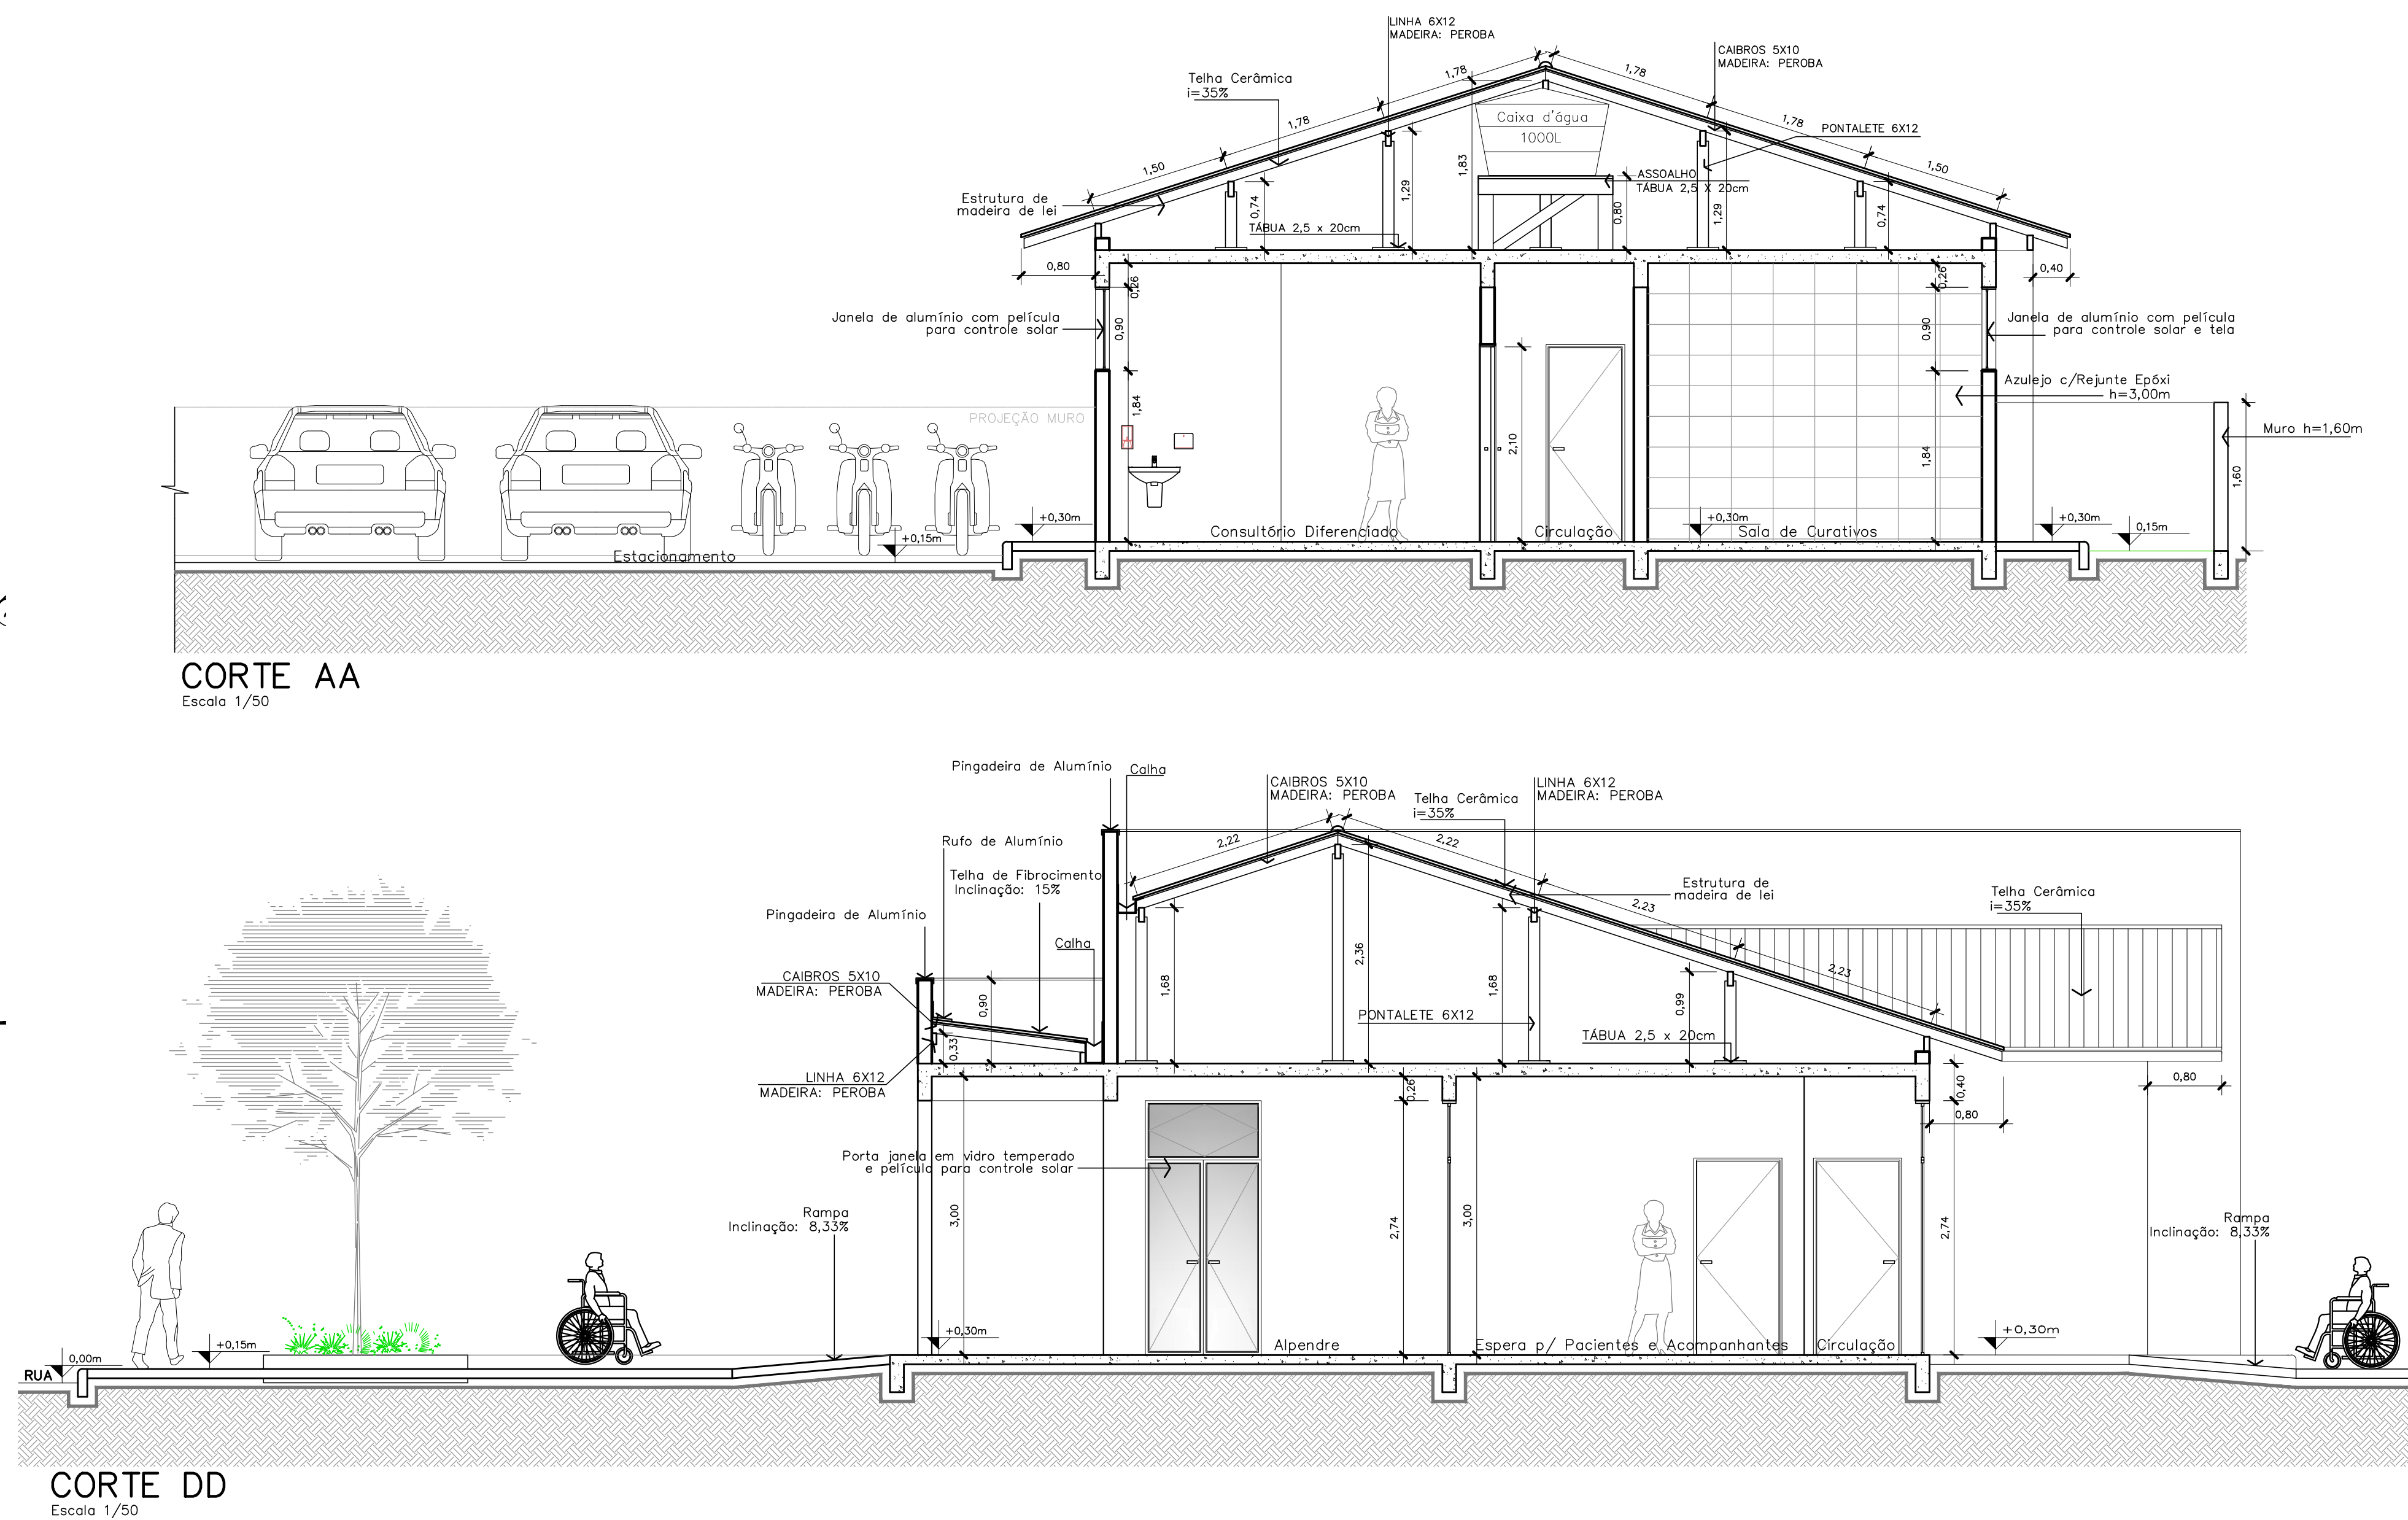 LINHA 6X12
MADEIRA: PEROBA
CAIBROS 5X10
MADEIRA: PEROBA
Telha Cerâmica
i=35%
1,78
1,78
1,78
1,78
1,50
1,50
PONTALETE 6X12
Caixa d'água
1000L
ASSOALHO
TÁBUA 2,5 X 20cm
Estrutura de
madeira de lei
TÁBUA 2,5 x 20cm
0,74
1,29
1,83
0,80
1,29
0,74
0,80
0,40
0,26
0,26
Janela de alumínio com película
para controle solar
0,90
0,90
Janela de alumínio com película
para controle solar e tela
Azulejo c/Rejunte Epóxi
h=3,00m
PROJEÇÃO MURO
1,84
2,10
1,84
Muro h=1,60m
1,60
+0,30m
+0,15m
+0,30m
+0,30m
0,15m
Estacionamento
Consultório Diferenciado
Circulação
Sala de Curativos
CORTE AA
Escala 1/50
Pingadeira de Alumínio
Calha
CAIBROS 5X10
MADEIRA: PEROBA
Telha Cerâmica
i=35%
LINHA 6X12
MADEIRA: PEROBA
Rufo de Alumínio
2,22
2,22
Telha de Fibrocimento
Inclinação: 15%
Estrutura de
madeira de lei
Telha Cerâmica
i=35%
Pingadeira de Alumínio
Calha
2,23
2,23
CAIBROS 5X10
MADEIRA: PEROBA
0,90
1,68
2,36
1,68
0,99
PONTALETE 6X12
TÁBUA 2,5 x 20cm
0,33
LINHA 6X12
MADEIRA: PEROBA
0,26
0,40
0,80
0,80
Porta janela em vidro temperado
e película para controle solar
Rampa
Inclinação: 8,33%
3,00
2,74
3,00
2,74
Rampa
Inclinação: 8,33%
RUA
0,00m
+0,15m
+0,30m
+0,30m
Alpendre
Espera p/ Pacientes e Acompanhantes
Circulação
CORTE DD
Escala 1/50